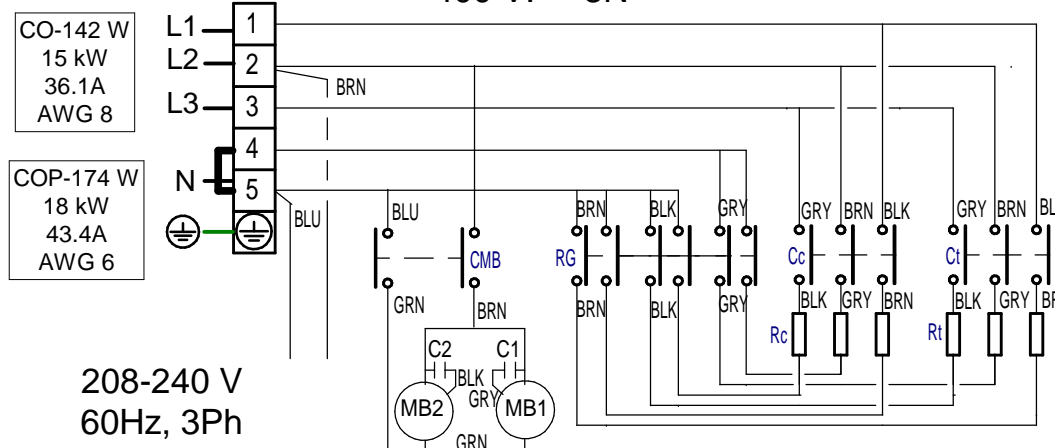 CO-142 W
15 kW
36.1A
AWG 8
COP-174 W
18 kW
43.4A
AWG 6
L1
L2
L3
N
1
2
3
4
5
BRN
BLU
BLU
CMB
GRN
BRN
BRN
BLK
GRY
RG
BRN
BLK
GRY
GRY
BRN
BLK
Cc
BLK
GRY
BRN
Rc
GRY
BRN
Ct
BLK
GRY
Rt
C2
C1
BLK
GRY
MB2
MB1
GRN
208-240 V
60Hz, 3Ph